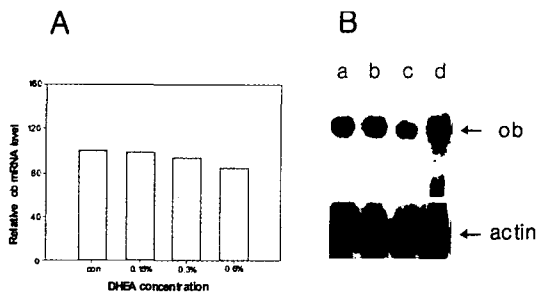 A
B
160
120
80
40
0
Relative ob mRNA level
con 0.15% 0.3% 0.6%
DHEA concentration
a b c d
← ob
← actin